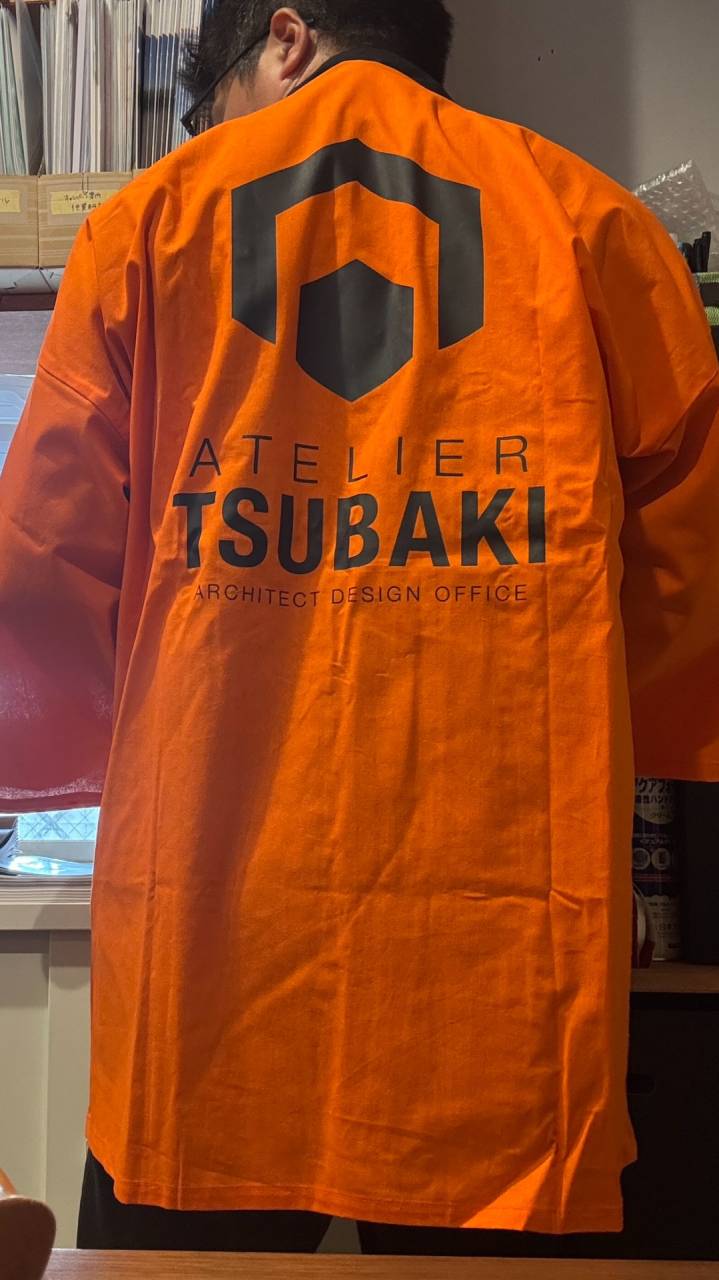 ATELIER
TSUBAKI
ARCHITECT DESIGN OFFICE